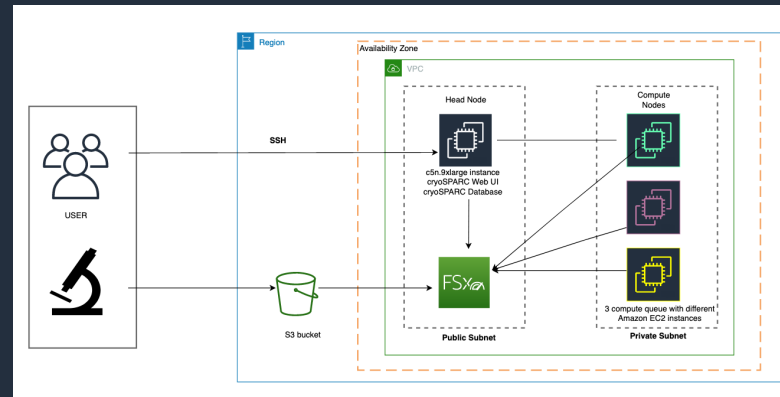 Region
Availability Zone
VPC
Head Node
Compute
Nodes
SSH
c5n.9xlarge instance
cryoSPARC Web UI
cryoSPARC Database
USER
FSx
3 compute queue with different
Amazon EC2 instances
S3 bucket
Public Subnet
Private Subnet